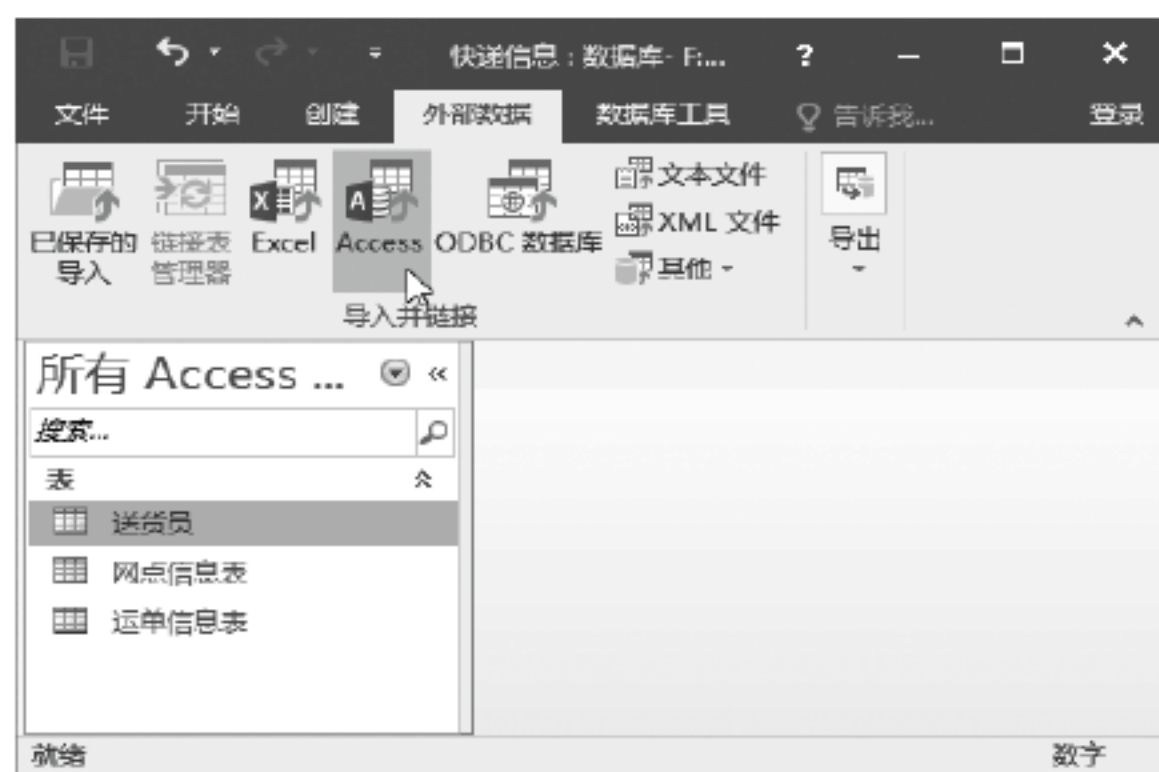 快递信息 : 数据库- F:... ?
文件 开始 创建 外部数据 数据库工具 告诉我... 登录
已保存的导入
链接表管理器
Excel
Access
ODBC 数据库
文本文件
XML 文件
其他
导出
导入并链接
所有 Access ... «
搜索...
表
送货员
网点信息表
运单信息表
就绪 数字